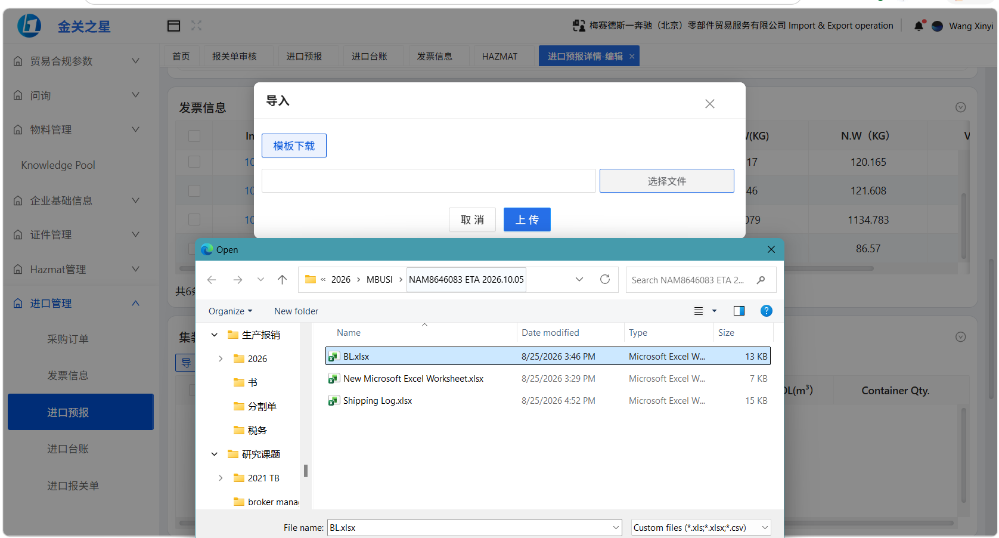 金关之星
梅赛德斯一奔驰（北京）零部件贸易服务有限公司 Import & Export operation
Wang Xinyi
首页
报关单审核
进口预报
进口台账
发票信息
HAZMAT
进口预报详情-编辑
贸易合规参数
问询
物料管理
Knowledge Pool
企业基础信息
证件管理
Hazmat管理
进口管理
采购订单
发票信息
进口预报
进口台账
进口报关单
发票信息
In
V(KG)
N.W（KG）
V
10
17
120.165
10
46
121.608
10
079
1134.783
86.57
共6条
导入
模板下载
选择文件
取 消
上 传
集装
导
OL(m³)
Container Qty.
Open
« 2026 › MBUSI › NAM8646083 ETA 2026.10.05
Search NAM8646083 ETA 2...
Organize
New folder
生产报销
2026
书
分割单
税务
研究课题
2021 TB
broker mana
Name
Date modified
Type
Size
BL.xlsx
8/25/2026 3:46 PM
Microsoft Excel W...
13 KB
New Microsoft Excel Worksheet.xlsx
8/25/2026 3:29 PM
Microsoft Excel W...
7 KB
Shipping Log.xlsx
8/25/2026 4:52 PM
Microsoft Excel W...
15 KB
File name:
BL.xlsx
Custom files (*.xls;*.xlsx;*.csv)